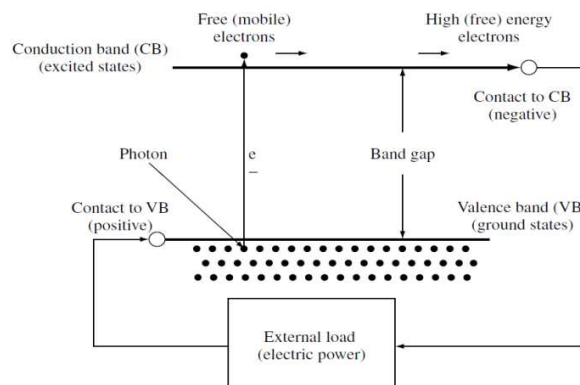 Free (mobile)
electrons
High (free) energy
electrons
Conduction band (CB)
(excited states)
Contact to CB
(negative)
Photon
e
–
Band gap
Contact to VB
(positive)
Valence band (VB
(ground states)
External load
(electric power)